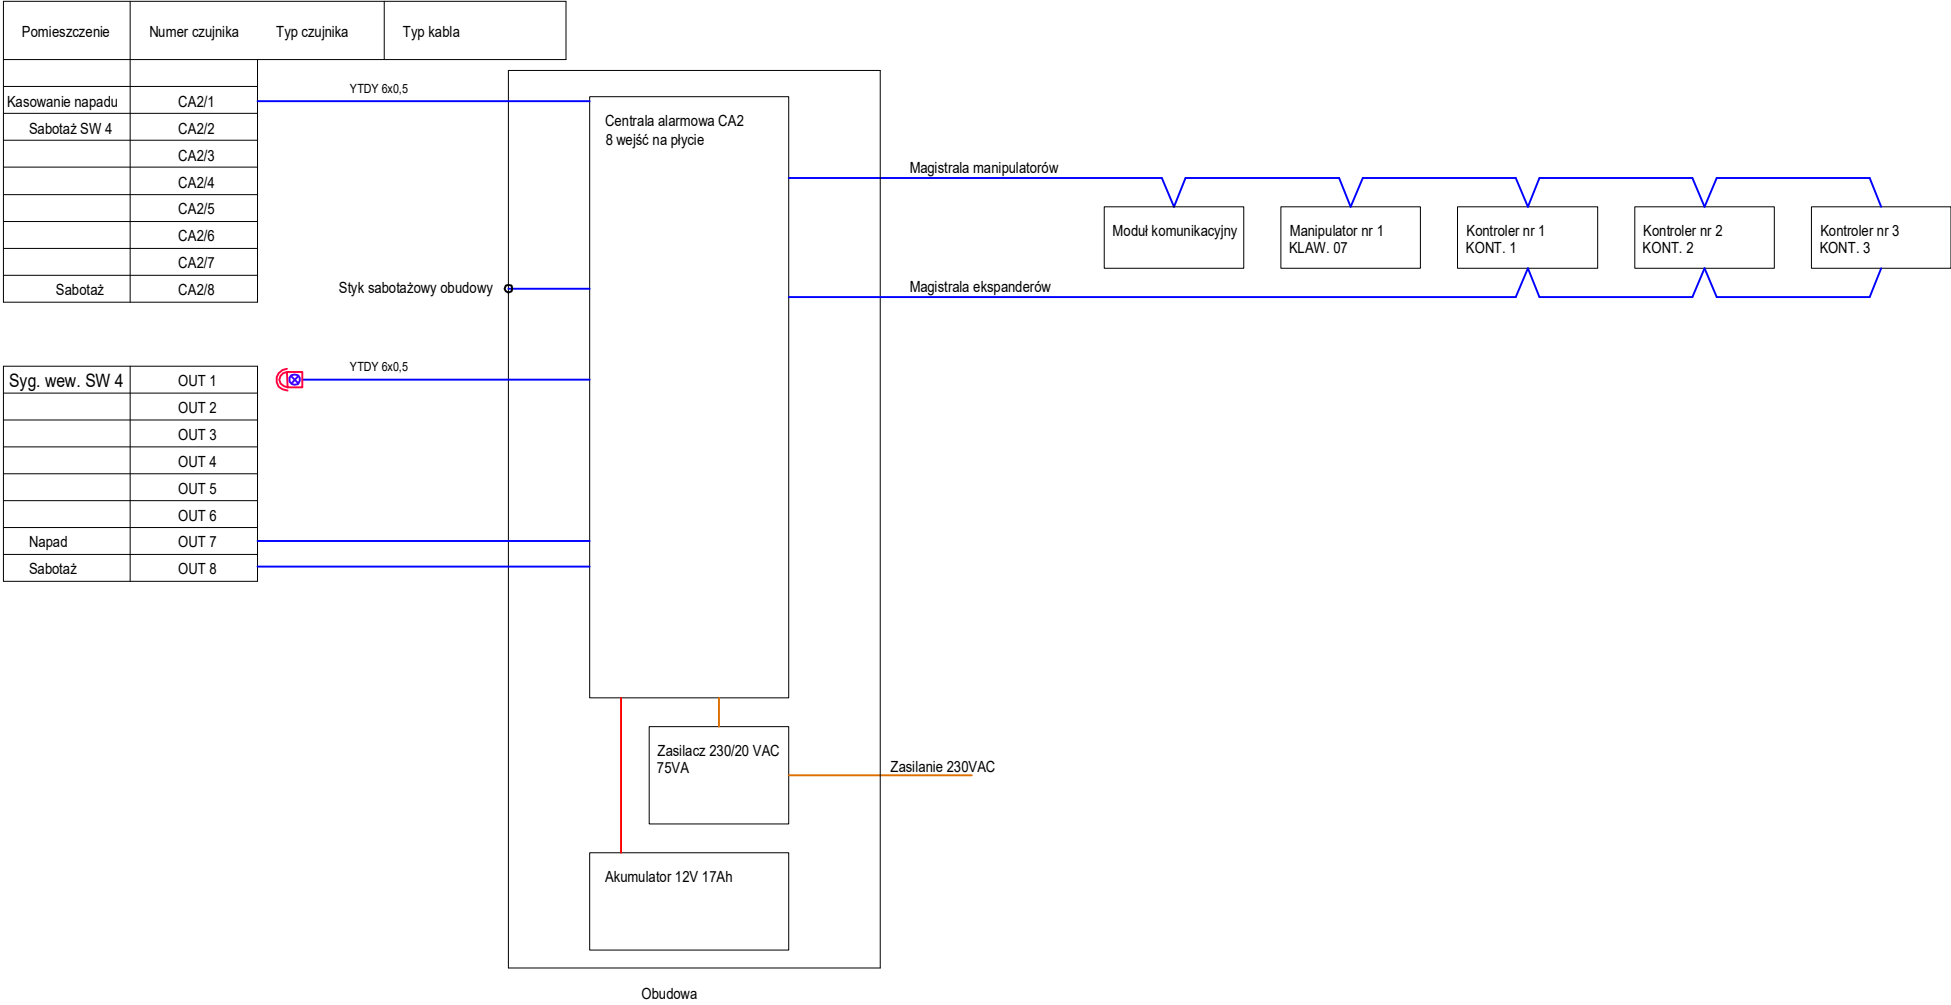 Pomieszczenie Numer czujnika Typ czujnika Typ kabla
Kasowanie napadu CA2/1 YTDY 6x0,5
Sabotaż SW 4 CA2/2
CA2/3
CA2/4
CA2/5
CA2/6
CA2/7
Sabotaż CA2/8
Styk sabotażowy obudowy
Syg. wew. SW 4 OUT 1 YTDY 6x0,5
OUT 2
OUT 3
OUT 4
OUT 5
OUT 6
Napad OUT 7
Sabotaż OUT 8
Centrala alarmowa CA2
8 wejść na płycie
Magistrala manipulatorów
Moduł komunikacyjny
Manipulator nr 1
KLAW. 07
Kontroler nr 1
KONT. 1
Kontroler nr 2
KONT. 2
Kontroler nr 3
KONT. 3
Magistrala ekspanderów
Zasilacz 230/20 VAC
75VA
Zasilanie 230VAC
Akumulator 12V 17Ah
Obudowa